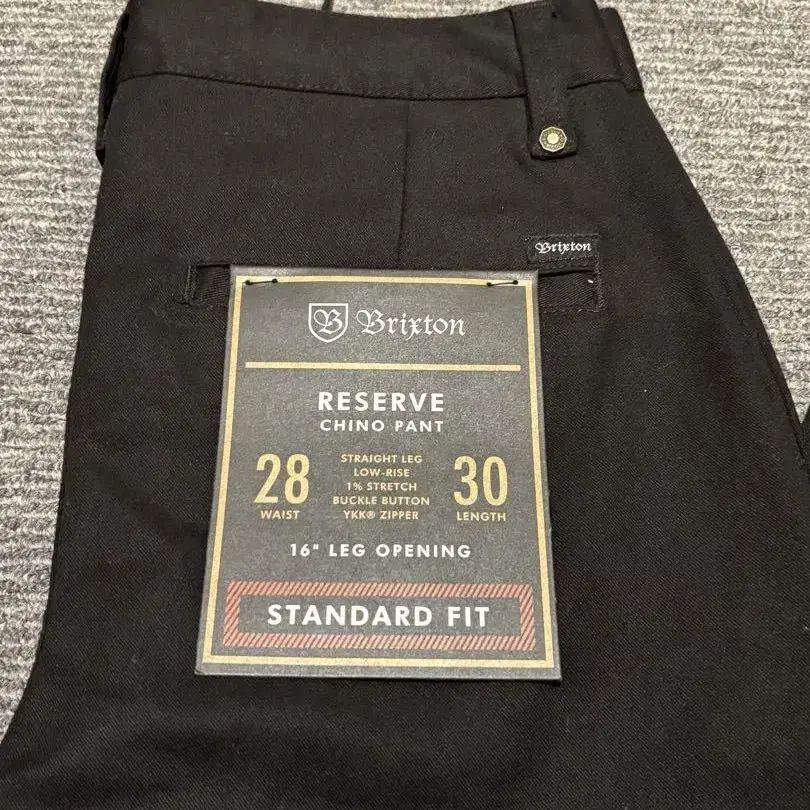 Brixton
B Brixton
RESERVE
CHINO PANT
28
WAIST
STRAIGHT LEG
LOW-RISE
1% STRETCH
BUCKLE BUTTON
YKK® ZIPPER
30
LENGTH
16" LEG OPENING
STANDARD FIT